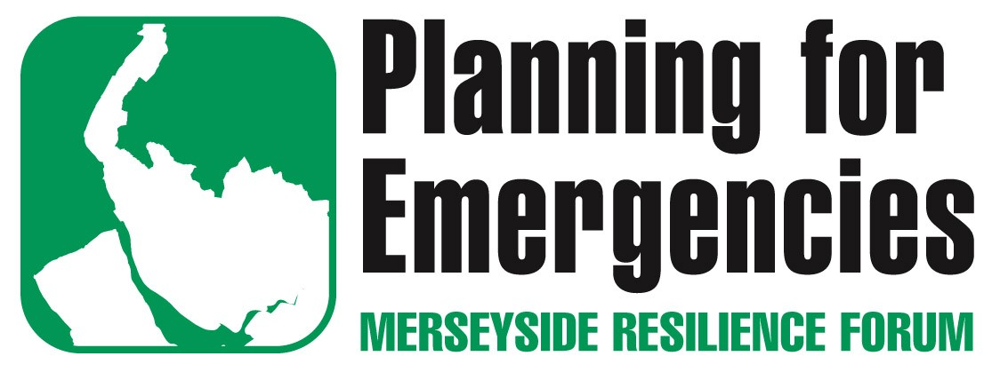 Planning for
Emergencies
MERSEYSIDE RESILIENCE FORUM